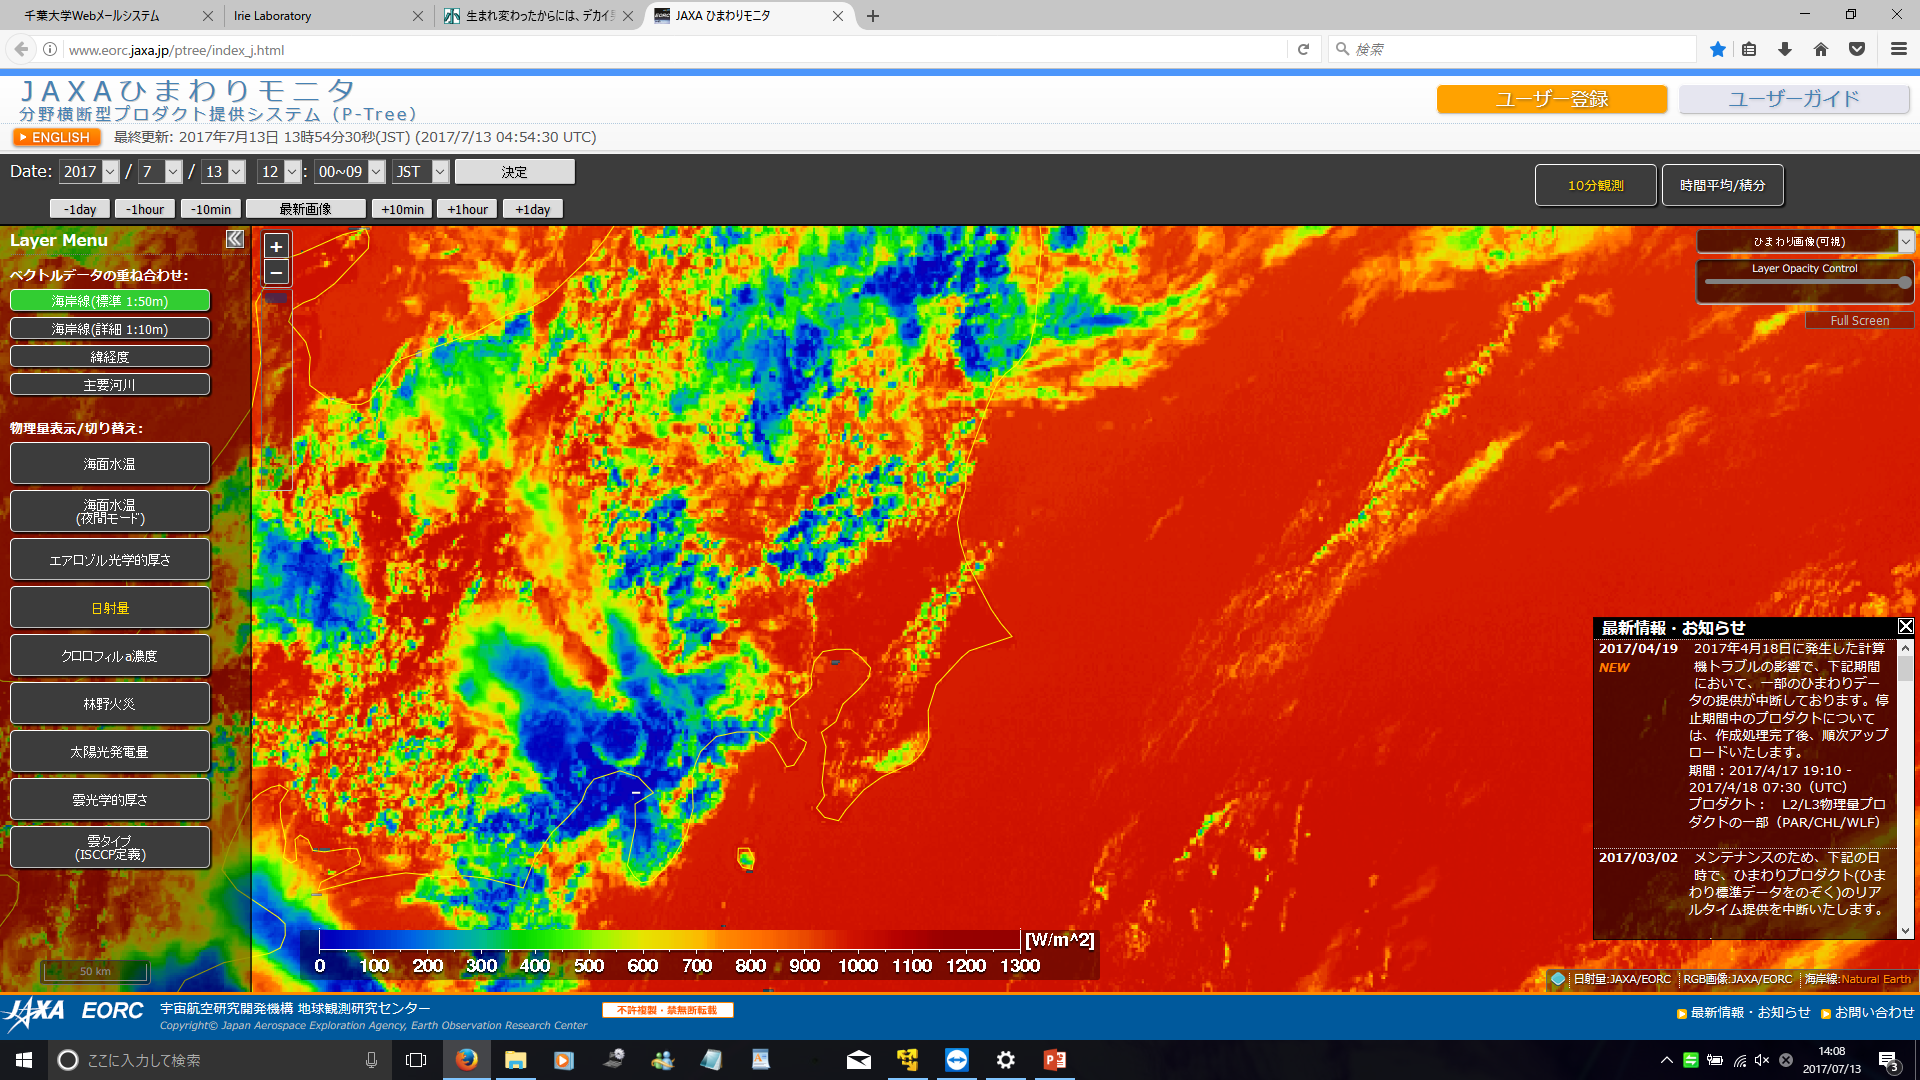 千葉大学Webメールシステム
Irie Laboratory
生まれ変わったからには、デカイ
JAXA ひまわりモニタ
www.eorc.jaxa.jp/ptree/index_j.html
検索
JAXAひまわりモニタ
分野横断型プロダクト提供システム（P-Tree）
ユーザー登録
ユーザーガイド
ENGLISH
最終更新: 2017年7月13日 13時54分30秒(JST) (2017/7/13 04:54:30 UTC)
Date: 2017 / 7 / 13 12 : 00~09 JST 決定
10分観測
時間平均/積分
-1day -1hour -10min 最新画像 +10min +1hour +1day
Layer Menu
ベクトルデータの重ね合わせ:
海岸線(標準 1:50m)
海岸線(詳細 1:10m)
緯経度
主要河川
物理量表示/切り替え:
海面水温
海面水温
(夜間モード)
エアロゾル光学的厚さ
日射量
クロロフィルa濃度
林野火災
太陽光発電量
雲光学的厚さ
雲タイプ
(ISCCP定義)
50 km
+
−
ひまわり画像(可視)
Layer Opacity Control
Full Screen
最新情報・お知らせ
2017/04/19 2017年4月18日に発生した計算
NEW 機トラブルの影響で、下記期間
において、一部のひまわりデー
タの提供が中断しております。停
止期間中のプロダクトについて
は、作成処理完了後、順次アップ
ロードいたします。
期間：2017/4/17 19:10 -
2017/4/18 07:30（UTC）
プロダクト： L2/L3物理量プロ
ダクトの一部（PAR/CHL/WLF）
2017/03/02 メンテナンスのため、下記の日
時で、ひまわりプロダクト(ひま
わり標準データをのぞく)のリア
ルタイム提供を中断いたします。
[W/m^2]
0 100 200 300 400 500 600 700 800 900 1000 1100 1200 1300
日射量:JAXA/EORC RGB画像:JAXA/EORC 海岸線:Natural Earth
JAXA EORC
宇宙航空研究開発機構 地球観測研究センター
Copyright© Japan Aerospace Exploration Agency, Earth Observation Research Center
不許複製・禁無断転載
最新情報・お知らせ お問い合わせ
ここに入力して検索
14:08
2017/07/13
3